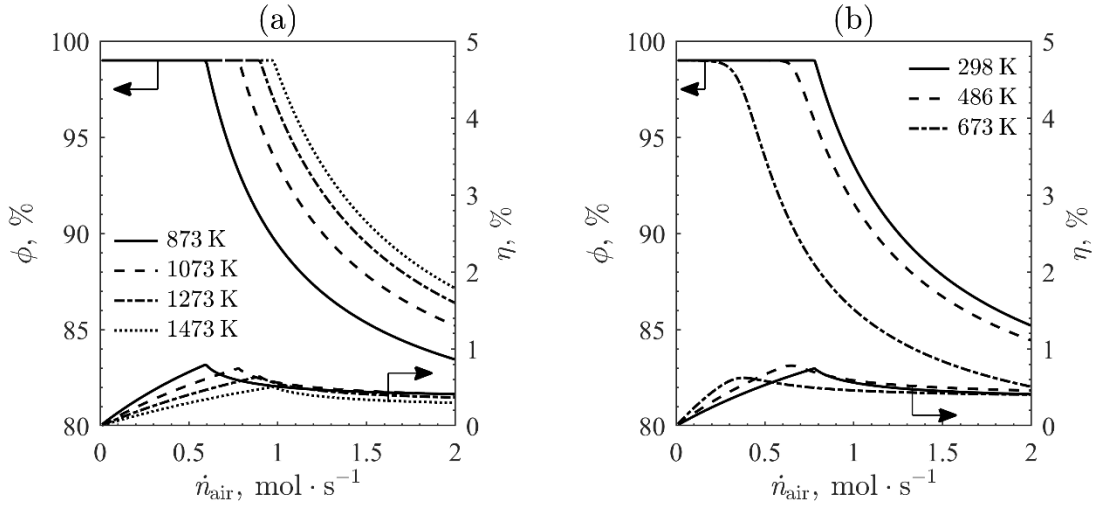 (a)
100
95
90
85
80
ϕ, %
5
4
3
2
1
0
η, %
873 K
1073 K
1273 K
1473 K
0 0.5 1 1.5 2
ṅair, mol · s⁻¹
(b)
100
95
90
85
80
ϕ, %
5
4
3
2
1
0
η, %
298 K
486 K
673 K
0 0.5 1 1.5 2
ṅair, mol · s⁻¹